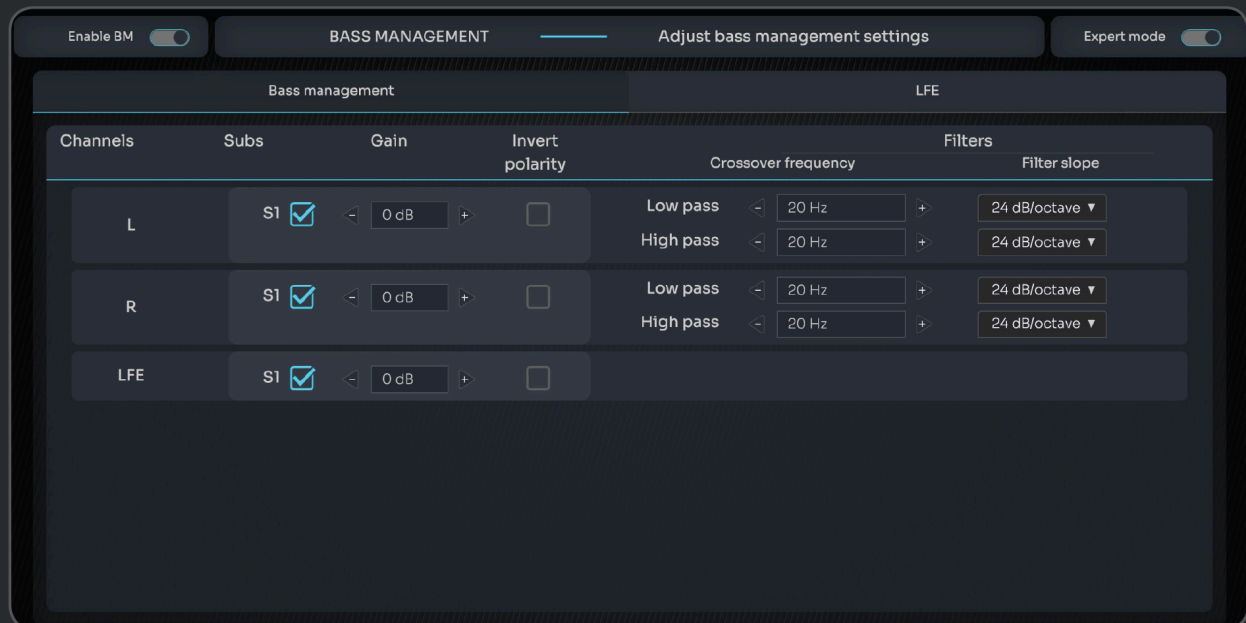 Enable BM
BASS MANAGEMENT
Adjust bass management settings
Expert mode
Bass management
LFE
Channels
Subs
Gain
Invert
polarity
Filters
Crossover frequency
Filter slope
L
S1
- 0 dB +
Low pass
- 20 Hz +
24 dB/octave ▼
High pass
- 20 Hz +
24 dB/octave ▼
R
S1
- 0 dB +
Low pass
- 20 Hz +
24 dB/octave ▼
High pass
- 20 Hz +
24 dB/octave ▼
LFE
S1
- 0 dB +